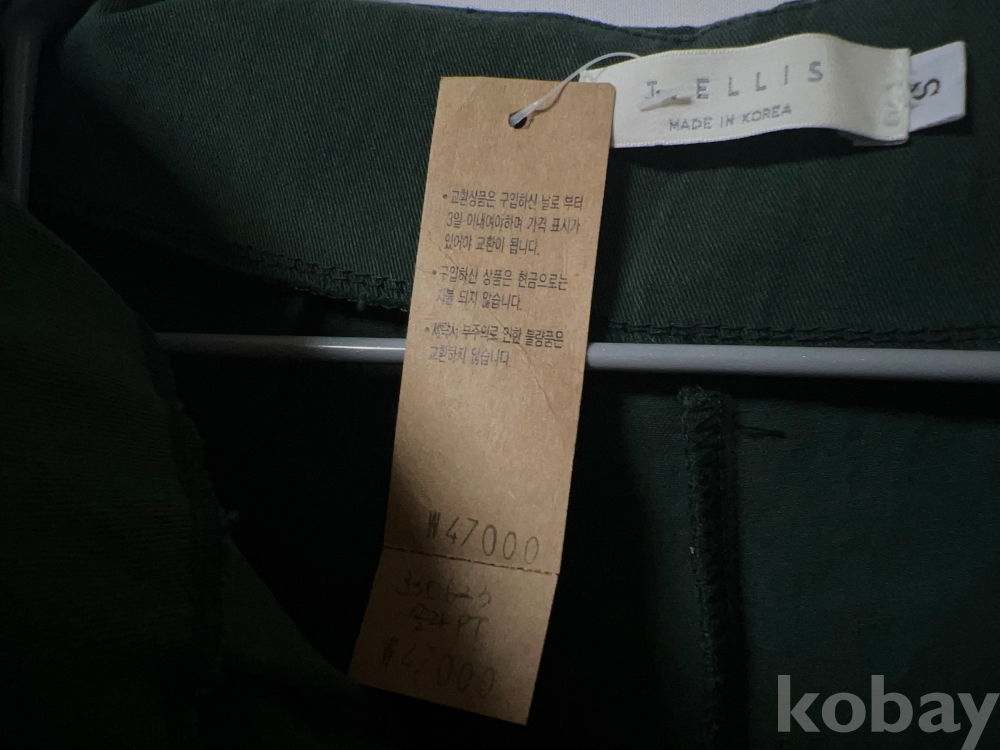 ELLIS
MADE IN KOREA
S
• 교환상품은 구입하신 날로 부터
3일 이내여야하며 가격 표시가
있어야 교환이 됩니다.
• 구입하신 상품은 현금으로는
지불 되지 않습니다.
• 세탁시 부주의로 인한 불량품은
교환하지 않습니다.
₩47000
PT
₩47000
kobay